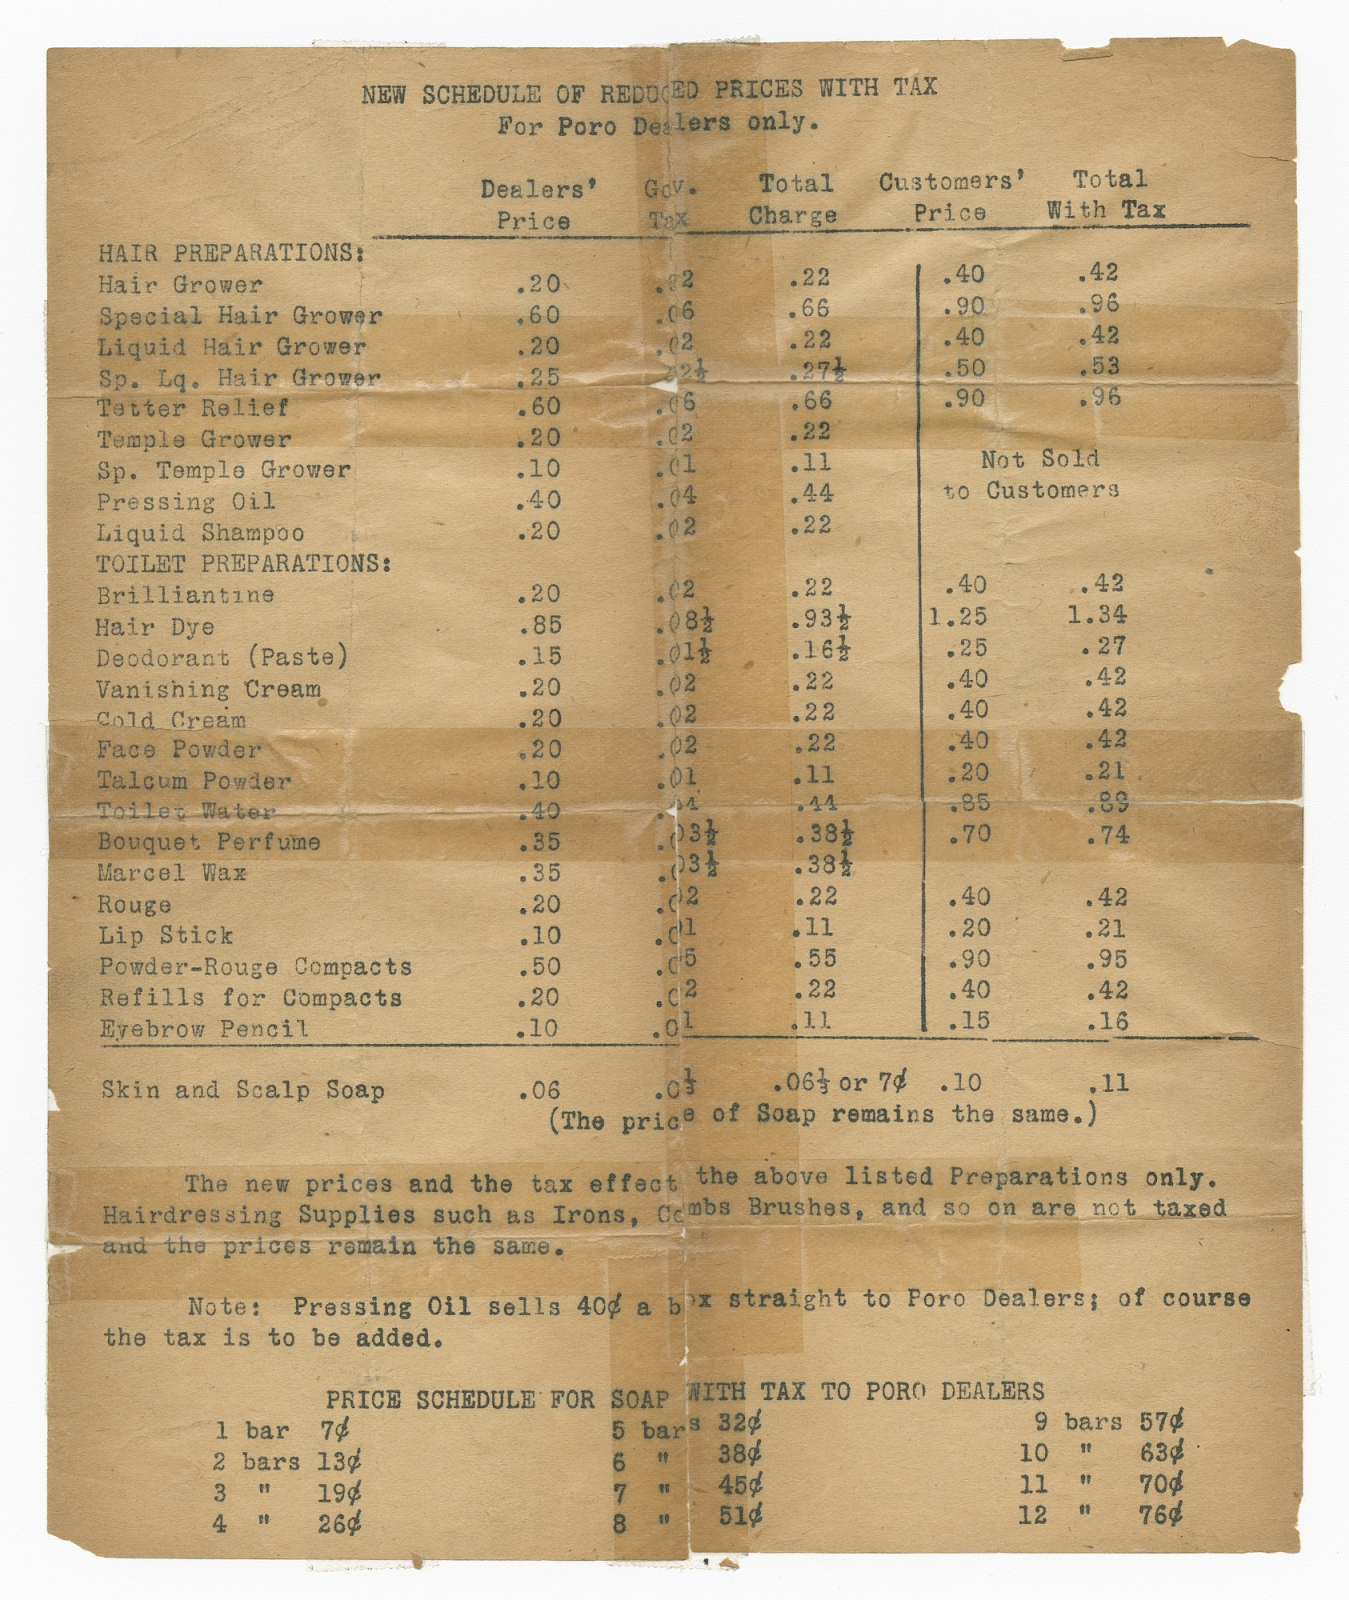 NEW SCHEDULE OF REDUCED PRICES WITH TAX
For Poro Dealers only.
Dealers' Gov. Total Customers' Total
Price Tax Charge Price With Tax
HAIR PREPARATIONS:
Hair Grower .20 .02 .22 .40 .42
Special Hair Grower .60 .06 .66 .90 .96
Liquid Hair Grower .20 .02 .22 .40 .42
Sp. Lq. Hair Grower .25 .02½ .27½ .50 .53
Tetter Relief .60 .06 .66 .90 .96
Temple Grower .20 .02 .22
Sp. Temple Grower .10 .01 .11 Not Sold
Pressing Oil .40 .04 .44 to Customers
Liquid Shampoo .20 .02 .22
TOILET PREPARATIONS:
Brilliantine .20 .02 .22 .40 .42
Hair Dye .85 .08½ .93½ 1.25 1.34
Deodorant (Paste) .15 .01½ .16½ .25 .27
Vanishing Cream .20 .02 .22 .40 .42
Cold Cream .20 .02 .22 .40 .42
Face Powder .20 .02 .22 .40 .42
Talcum Powder .10 .01 .11 .20 .21
Toilet Water .40 .04 .44 .85 .89
Bouquet Perfume .35 .03½ .38½ .70 .74
Marcel Wax .35 .03½ .38½
Rouge .20 .02 .22 .40 .42
Lip Stick .10 .01 .11 .20 .21
Powder-Rouge Compacts .50 .05 .55 .90 .95
Refills for Compacts .20 .02 .22 .40 .42
Eyebrow Pencil .10 .01 .11 .15 .16
Skin and Scalp Soap .06 .0⅓ .06⅓ or 7¢ .10 .11
(The price of Soap remains the same.)
The new prices and the tax effect the above listed Preparations only.
Hairdressing Supplies such as Irons, Combs Brushes, and so on are not taxed
and the prices remain the same.
Note: Pressing Oil sells 40¢ a box straight to Poro Dealers; of course
the tax is to be added.
PRICE SCHEDULE FOR SOAP WITH TAX TO PORO DEALERS
1 bar 7¢ 5 bars 32¢ 9 bars 57¢
2 bars 13¢ 6 " 38¢ 10 " 63¢
3 " 19¢ 7 " 45¢ 11 " 70¢
4 " 26¢ 8 " 51¢ 12 " 76¢